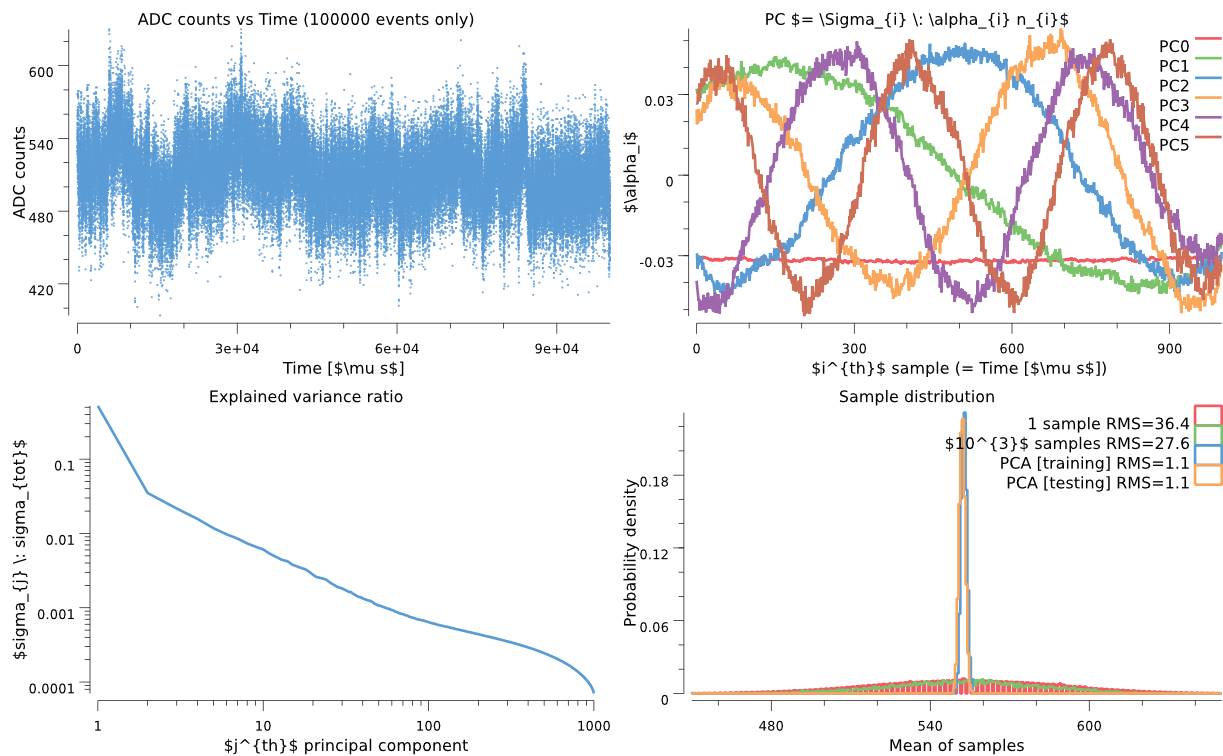 ADC counts vs Time (100000 events only)
600
540
480
420
ADC counts
0
3e+04
6e+04
9e+04
Time [$\mu s$]
PC $= \Sigma_{i} \: \alpha_{i} n_{i}$
PC0
PC1
PC2
PC3
PC4
PC5
0.03
0
-0.03
$\alpha_i$
0
300
600
900
$i^{th}$ sample (= Time [$\mu s$])
Explained variance ratio
0.1
0.01
0.001
0.0001
$sigma_{j} \: sigma_{tot}$
1
10
100
1000
$j^{th}$ principal component
Sample distribution
1 sample RMS=36.4
$10^{3}$ samples RMS=27.6
PCA [training] RMS=1.1
PCA [testing] RMS=1.1
0.18
0.12
0.06
0
Probability density
480
540
600
Mean of samples